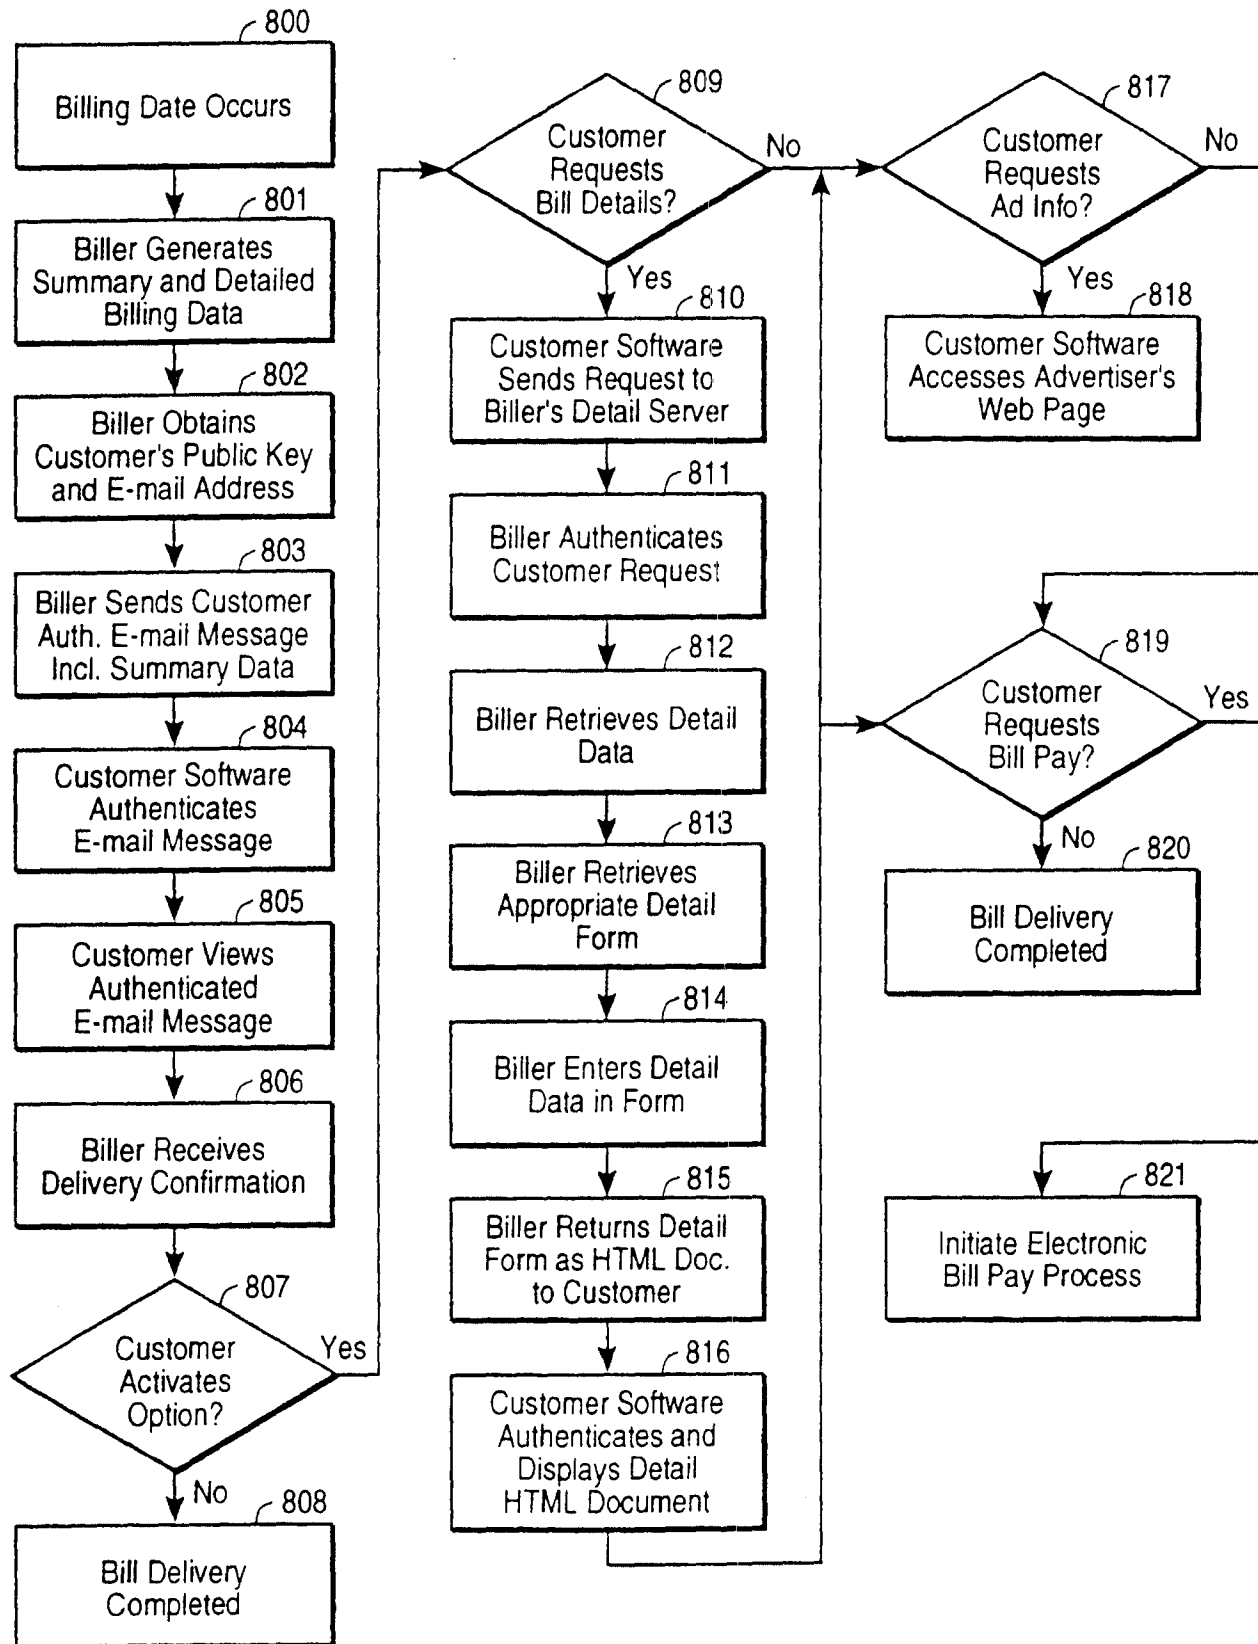 800
Billing Date Occurs
801
Biller Generates
Summary and Detailed
Billing Data
802
Biller Obtains
Customer's Public Key
and E-mail Address
803
Biller Sends Customer
Auth. E-mail Message
Incl. Summary Data
804
Customer Software
Authenticates
E-mail Message
805
Customer Views
Authenticated
E-mail Message
806
Biller Receives
Delivery Confirmation
807
Customer
Activates
Option?
Yes
No
808
Bill Delivery
Completed
809
Customer
Requests
Bill Details?
No
Yes
810
Customer Software
Sends Request to
Biller's Detail Server
811
Biller Authenticates
Customer Request
812
Biller Retrieves Detail
Data
813
Biller Retrieves
Appropriate Detail
Form
814
Biller Enters Detail
Data in Form
815
Biller Returns Detail
Form as HTML Doc.
to Customer
816
Customer Software
Authenticates and
Displays Detail
HTML Document
817
Customer
Requests
Ad Info?
No
Yes
818
Customer Software
Accesses Advertiser's
Web Page
819
Customer
Requests
Bill Pay?
Yes
No
820
Bill Delivery
Completed
821
Initiate Electronic
Bill Pay Process